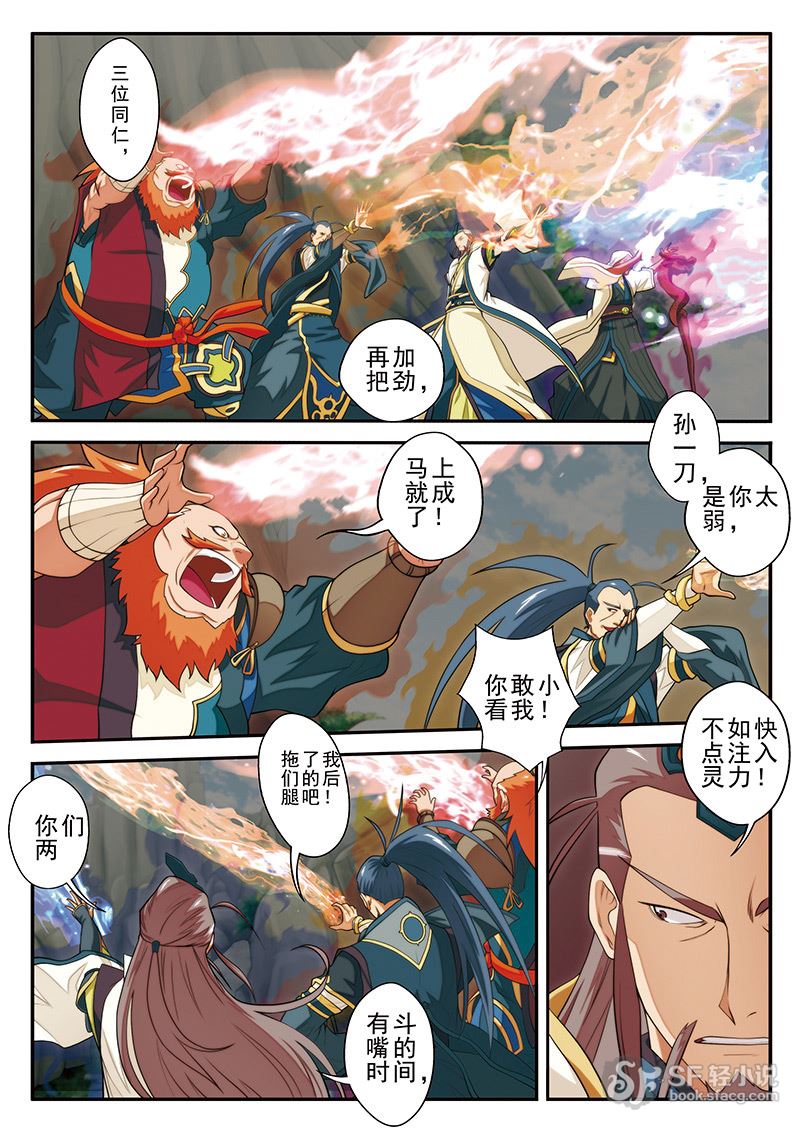 三位同仁，
再加
把劲，
马上
就成
了！
孙一刀，
是你太
弱，
你敢小
看我！
拖了我
们的后
腿吧！
你们
两
有斗
嘴的
时间，
不如快
点注入
灵力！
SF轻小说
book.sfacg.com